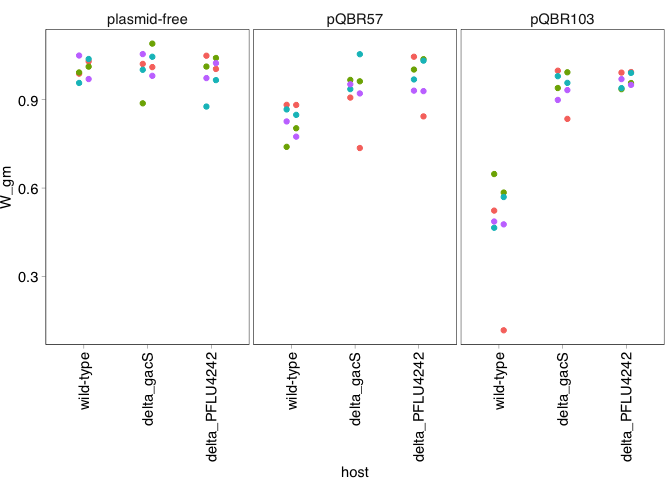 plasmid-free
pQBR57
pQBR103
W_gm
0.9
0.6
0.3
wild-type
delta_gacS
delta_PFLU4242
wild-type
delta_gacS
delta_PFLU4242
wild-type
delta_gacS
delta_PFLU4242
host